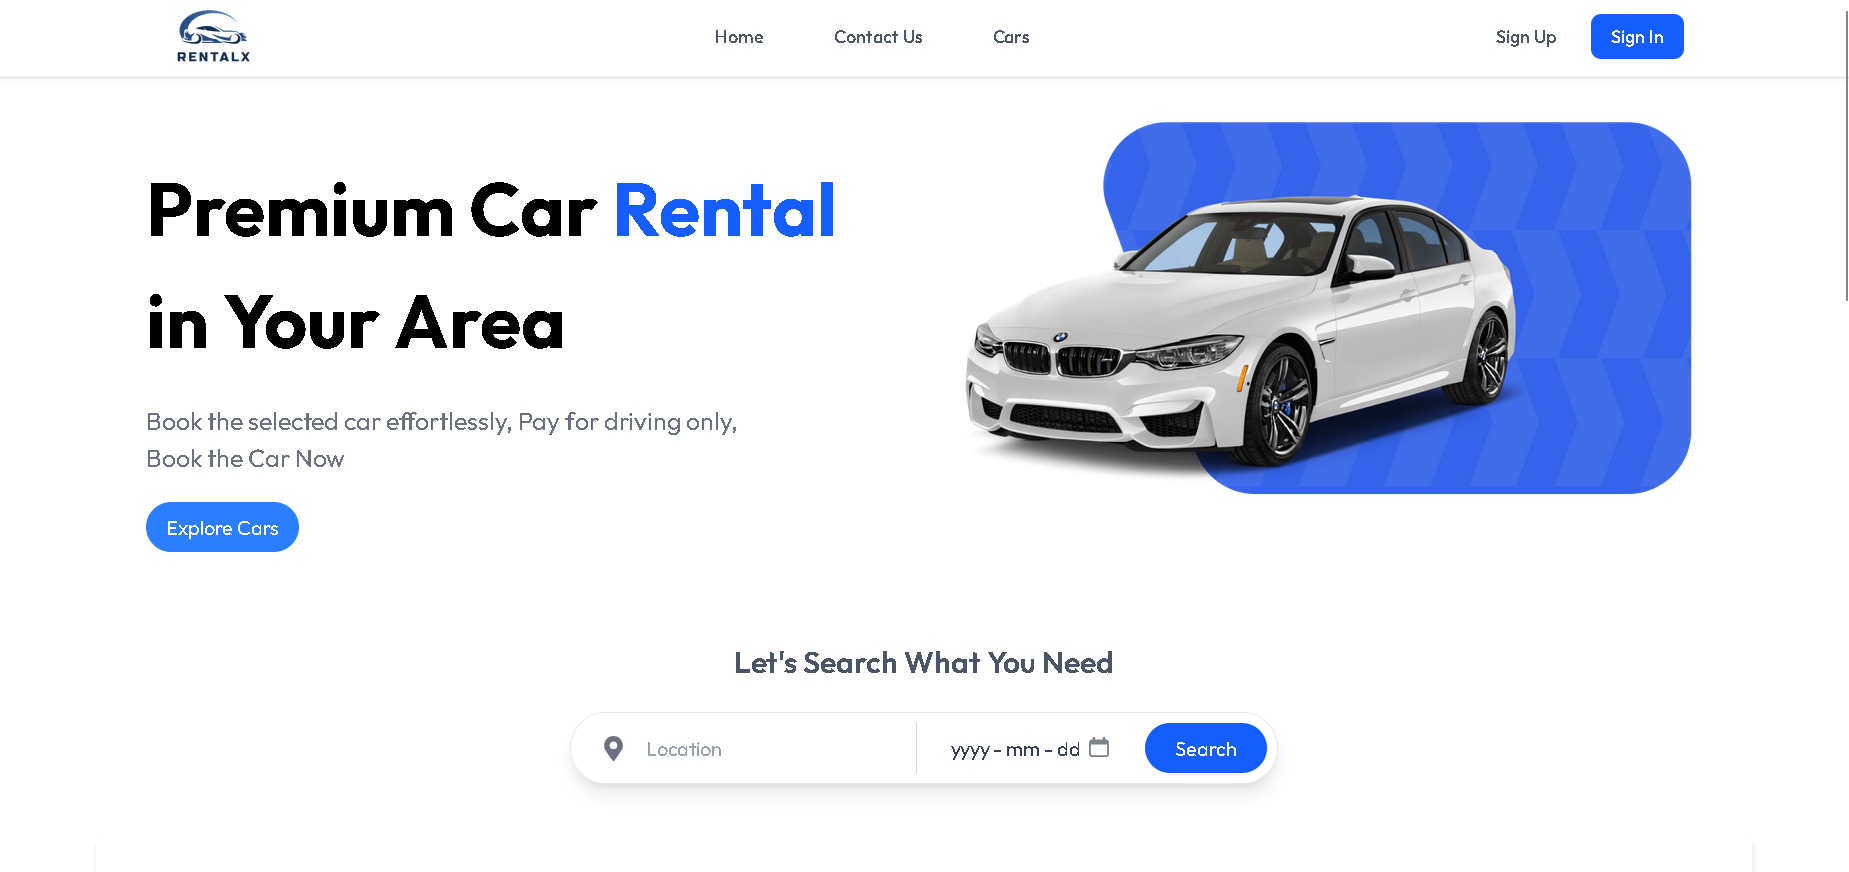 RENTALX
Home Contact Us Cars
Sign Up Sign In
Premium Car Rental
in Your Area
Book the selected car effortlessly, Pay for driving only,
Book the Car Now
Explore Cars
Let's Search What You Need
Location
yyyy - mm - dd
Search